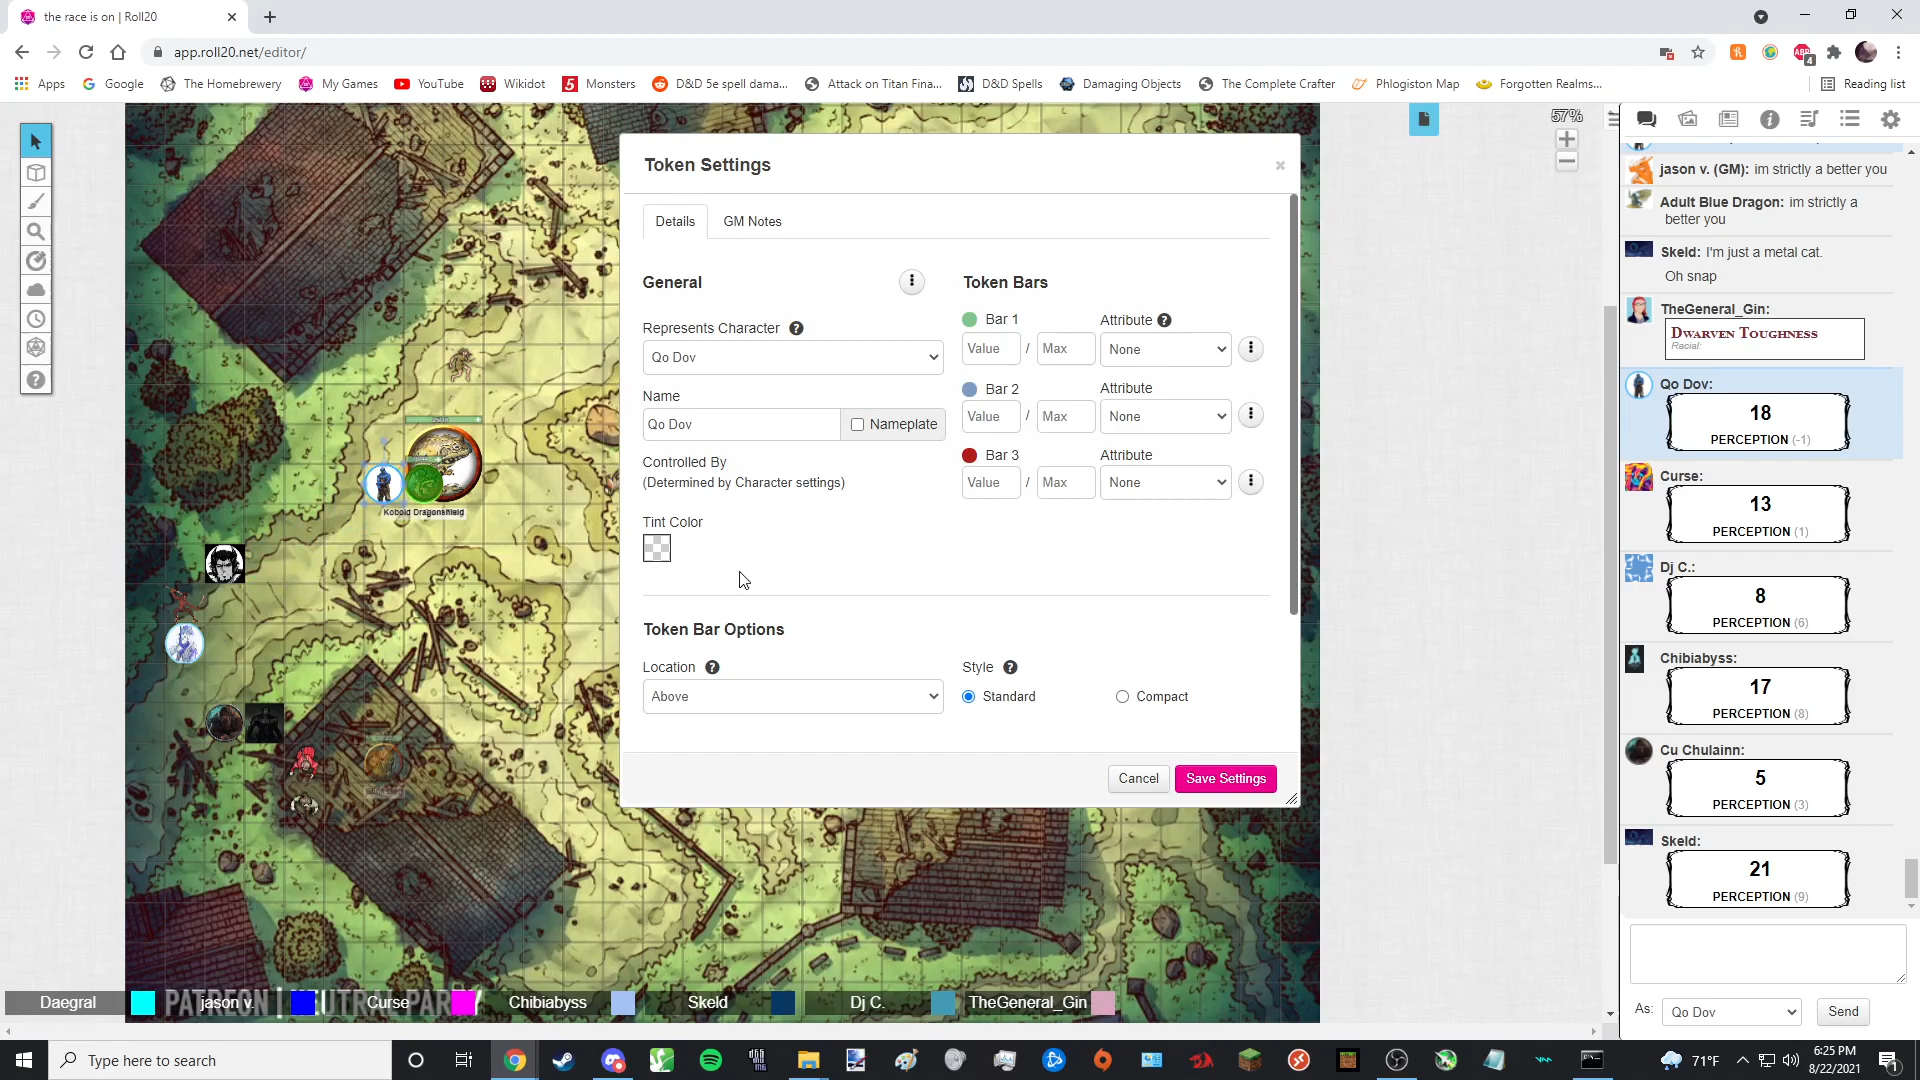 the race is on | Roll20
app.roll20.net/editor/
Apps
Google
The Homebrewery
My Games
YouTube
Wikidot
5
Monsters
D&D 5e spell dama...
Attack on Titan Fina...
D&D Spells
Damaging Objects
The Complete Crafter
Phlogiston Map
Forgotten Realms...
Reading list
ABP
4
57%
Token Settings
Details
GM Notes
General
Represents Character
Qo Dov
Name
Qo Dov
Nameplate
Controlled By
(Determined by Character settings)
Tint Color
Token Bars
Bar 1
Attribute
Value / Max
None
Bar 2
Attribute
Value / Max
None
Bar 3
Attribute
Value / Max
None
Token Bar Options
Location
Above
Style
Standard
Compact
Cancel
Save Settings
Kobold Dragonshield
jason v. (GM): im strictly a better you
Adult Blue Dragon: im strictly a
better you
Skeld: I'm just a metal cat.
Oh snap
TheGeneral_Gin:
DWARVEN TOUGHNESS
Racial:
Qo Dov:
18
PERCEPTION (-1)
Curse:
13
PERCEPTION (1)
Dj C.:
8
PERCEPTION (6)
Chibiabyss:
17
PERCEPTION (8)
Cu Chulainn:
5
PERCEPTION (3)
Skeld:
21
PERCEPTION (9)
As:
Qo Dov
Send
PATREON |
Daegral
jason v.
Curse
Chibiabyss
Skeld
Dj C.
TheGeneral_Gin
Type here to search
71°F
6:25 PM
8/22/2021
1